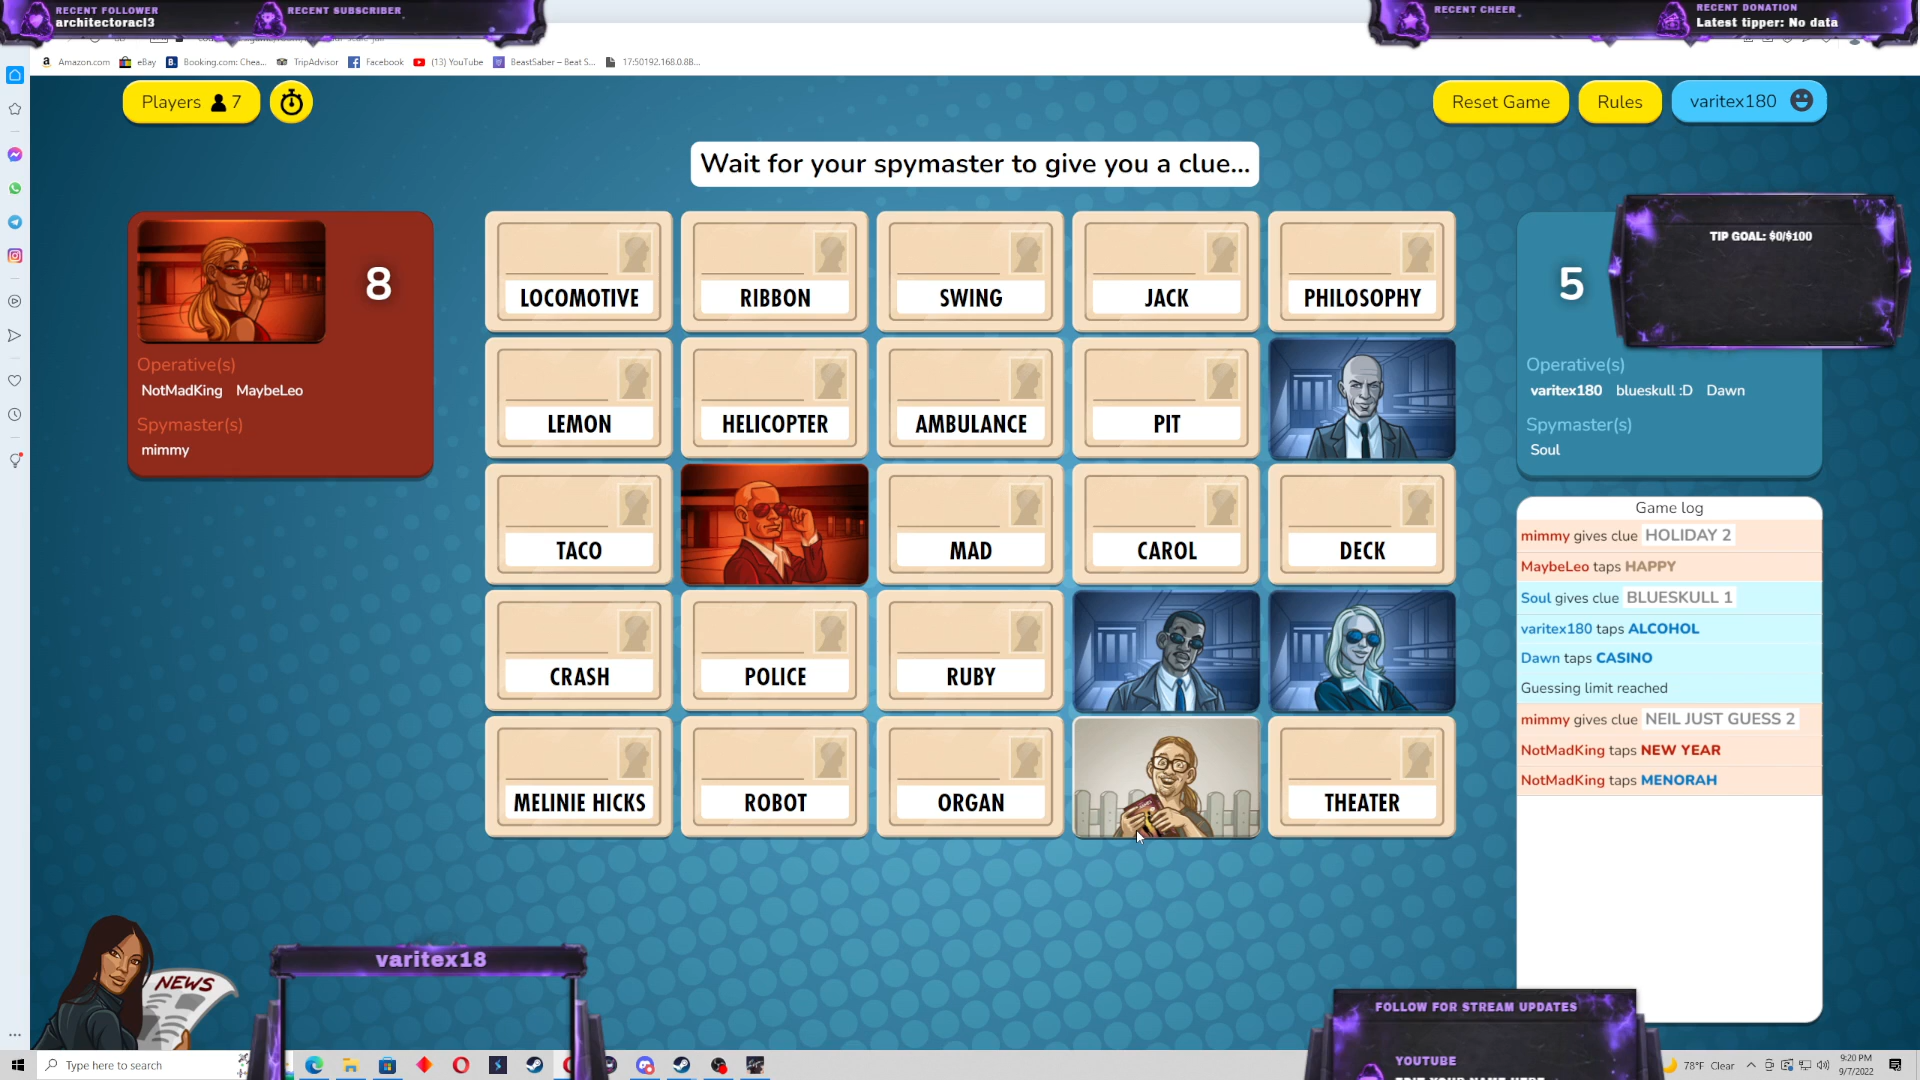 RECENT FOLLOWER
architectoracl3
RECENT SUBSCRIBER
RECENT CHEER
RECENT DONATION
Latest tipper: No data
Amazon.com
eBay
Booking.com: Chea...
TripAdvisor
Facebook
(13) YouTube
BeastSaber – Beat S...
17:50192.168.0.88...
Players 7
Reset Game
Rules
varitex180
Wait for your spymaster to give you a clue...
8
Operative(s)
NotMadKing MaybeLeo
Spymaster(s)
mimmy
LOCOMOTIVE
RIBBON
SWING
JACK
PHILOSOPHY
LEMON
HELICOPTER
AMBULANCE
PIT
TACO
MAD
CAROL
DECK
CRASH
POLICE
RUBY
MELINIE HICKS
ROBOT
ORGAN
THEATER
5
TIP GOAL: $0/$100
Operative(s)
varitex180 blueskull :D Dawn
Spymaster(s)
Soul
Game log
mimmy gives clue HOLIDAY 2
MaybeLeo taps HAPPY
Soul gives clue BLUESKULL 1
varitex180 taps ALCOHOL
Dawn taps CASINO
Guessing limit reached
mimmy gives clue NEIL JUST GUESS 2
NotMadKing taps NEW YEAR
NotMadKing taps MENORAH
NEWS
varitex18
FOLLOW FOR STREAM UPDATES
YOUTUBE
Type here to search
78°F Clear
9:20 PM
9/7/2022